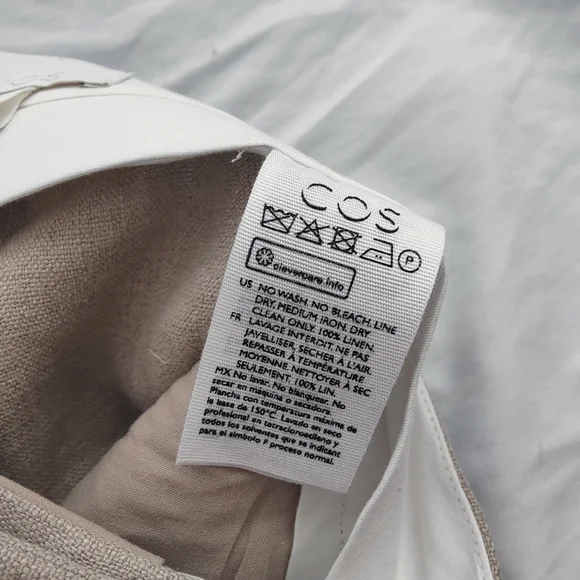 COS
P
clevercare.info
US NO WASH. NO BLEACH. LINE
DRY. MEDIUM IRON. DRY
CLEAN ONLY. 100% LINEN.
FR LAVAGE INTERDIT. NE PAS
JAVELLISER. SECHER À L'AIR
REPASSER À TEMPÉRATURE
MOYENNE. NETTOYER À SEC
SEULEMENT. 100% LIN.
MX No lavar. No blanquear. No
secar en máquina o secadora.
Plancha con temperatura máxima de
la base de 150°C. Lavado en seco
profesional en tetracloroetileno y
todos los solventes que se indican
para el símbolo F proceso normal.